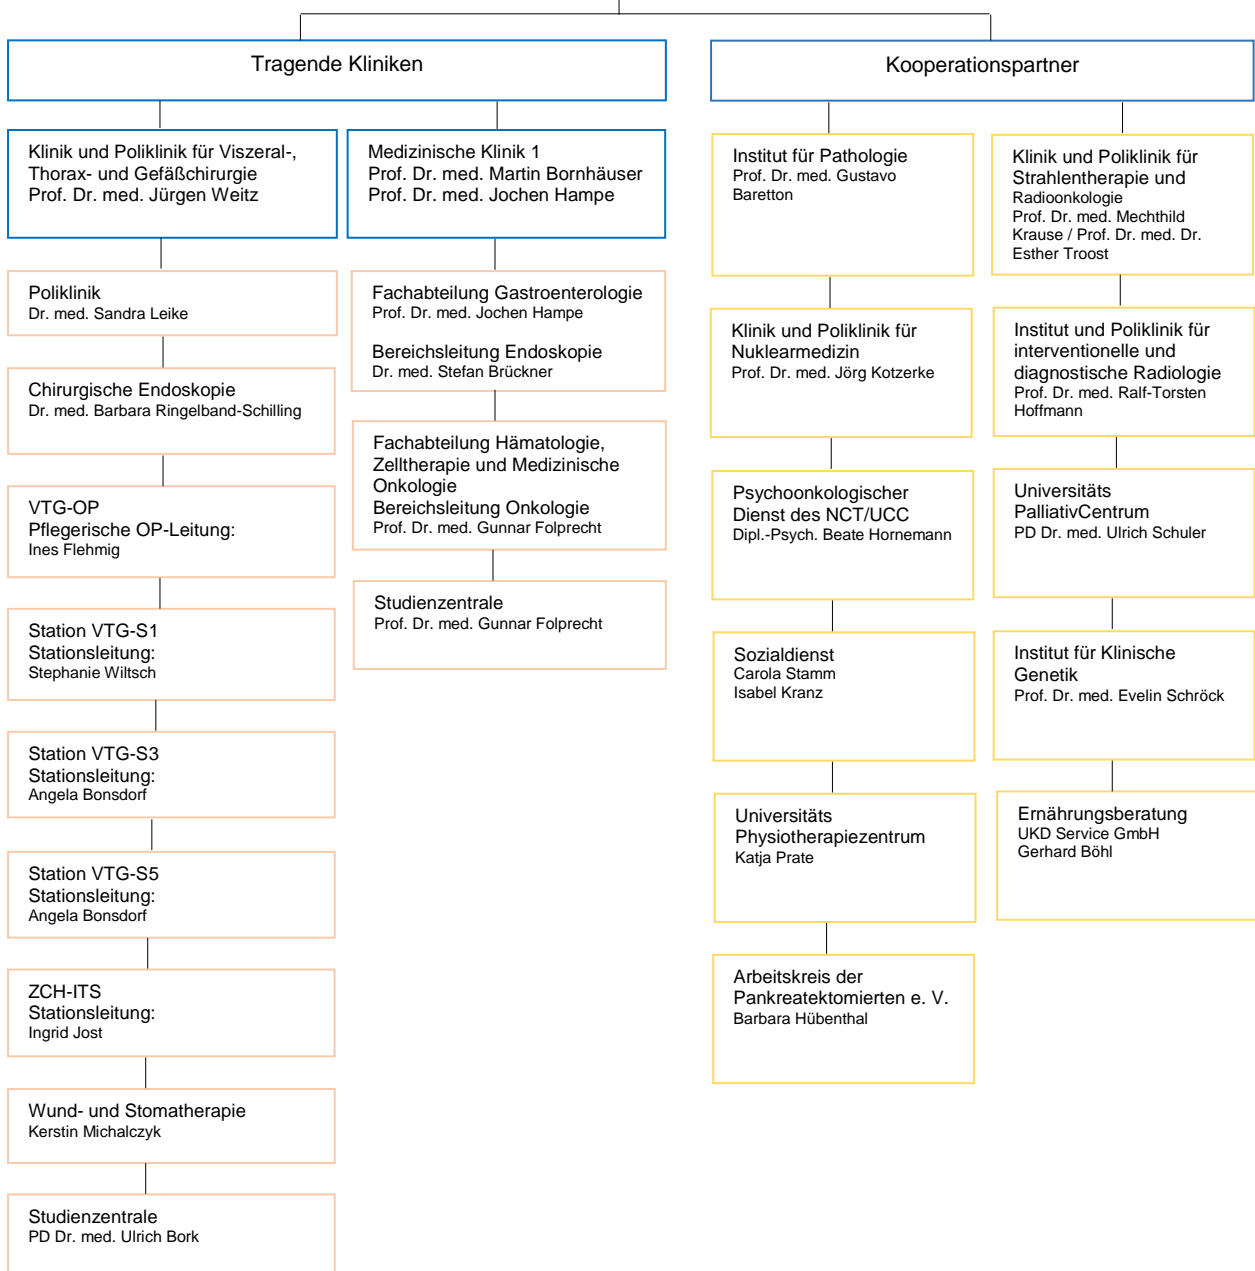 Tragende Kliniken
Klinik und Poliklinik für Viszeral-,
Thorax- und Gefäßchirurgie
Prof. Dr. med. Jürgen Weitz
Poliklinik
Dr. med. Sandra Leike
Chirurgische Endoskopie
Dr. med. Barbara Ringelband-Schilling
VTG-OP
Pflegerische OP-Leitung:
Ines Flehmig
Station VTG-S1
Stationsleitung:
Stephanie Wiltsch
Station VTG-S3
Stationsleitung:
Angela Bonsdorf
Station VTG-S5
Stationsleitung:
Angela Bonsdorf
ZCH-ITS
Stationsleitung:
Ingrid Jost
Wund- und Stomatherapie
Kerstin Michalczyk
Studienzentrale
PD Dr. med. Ulrich Bork
Medizinische Klinik 1
Prof. Dr. med. Martin Bornhäuser
Prof. Dr. med. Jochen Hampe
Fachabteilung Gastroenterologie
Prof. Dr. med. Jochen Hampe
Bereichsleitung Endoskopie
Dr. med. Stefan Brückner
Fachabteilung Hämatologie,
Zelltherapie und Medizinische
Onkologie
Bereichsleitung Onkologie
Prof. Dr. med. Gunnar Folprecht
Studienzentrale
Prof. Dr. med. Gunnar Folprecht
Kooperationspartner
Institut für Pathologie
Prof. Dr. med. Gustavo
Baretton
Klinik und Poliklinik für
Nuklearmedizin
Prof. Dr. med. Jörg Kotzerke
Psychoonkologischer
Dienst des NCT/UCC
Dipl.-Psych. Beate Hornemann
Sozialdienst
Carola Stamm
Isabel Kranz
Universitäts
Physiotherapiezentrum
Katja Prate
Arbeitskreis der
Pankreatektomierten e. V.
Barbara Hübenthal
Klinik und Poliklinik für
Strahlentherapie und
Radioonkologie
Prof. Dr. med. Mechthild
Krause / Prof. Dr. med. Dr.
Esther Troost
Institut und Poliklinik für
interventionelle und
diagnostische Radiologie
Prof. Dr. med. Ralf-Torsten
Hoffmann
Universitäts
PalliativCentrum
PD Dr. med. Ulrich Schuler
Institut für Klinische
Genetik
Prof. Dr. med. Evelin Schröck
Ernährungsberatung
UKD Service GmbH
Gerhard Böhl